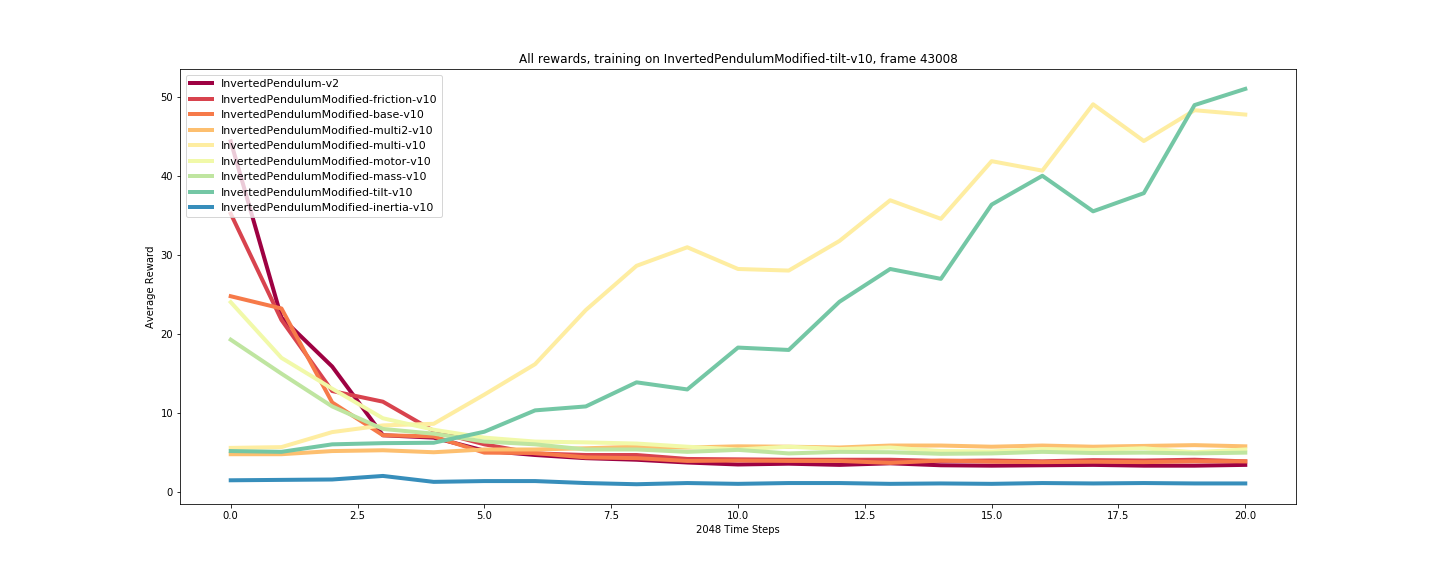 All rewards, training on InvertedPendulumModified-tilt-v10, frame 43008
InvertedPendulum-v2
InvertedPendulumModified-friction-v10
InvertedPendulumModified-base-v10
InvertedPendulumModified-multi2-v10
InvertedPendulumModified-multi-v10
InvertedPendulumModified-motor-v10
InvertedPendulumModified-mass-v10
InvertedPendulumModified-tilt-v10
InvertedPendulumModified-inertia-v10
50
40
30
20
10
0
Average Reward
0.0 2.5 5.0 7.5 10.0 12.5 15.0 17.5 20.0
2048 Time Steps